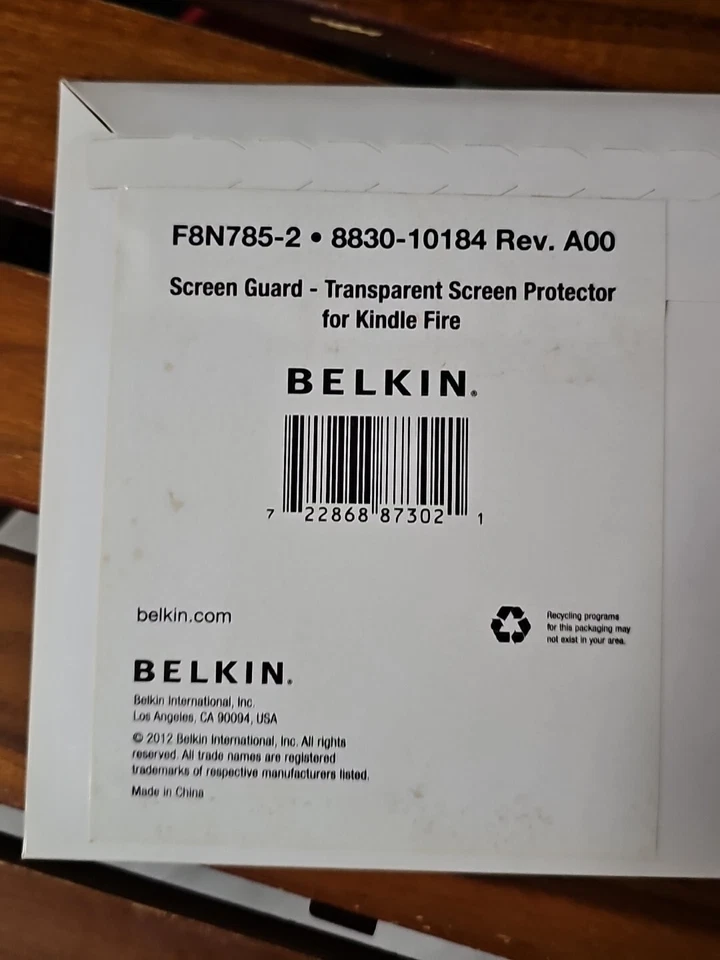 F8N785-2 • 8830-10184 Rev. A00
Screen Guard - Transparent Screen Protector
for Kindle Fire
BELKIN®
7 22868 87302 1
belkin.com
Recycling programs
for this packaging may
not exist in your area.
BELKIN®
Belkin International, Inc.
Los Angeles, CA 90094, USA
© 2012 Belkin International, Inc. All rights
reserved. All trade names are registered
trademarks of respective manufacturers listed.
Made in China